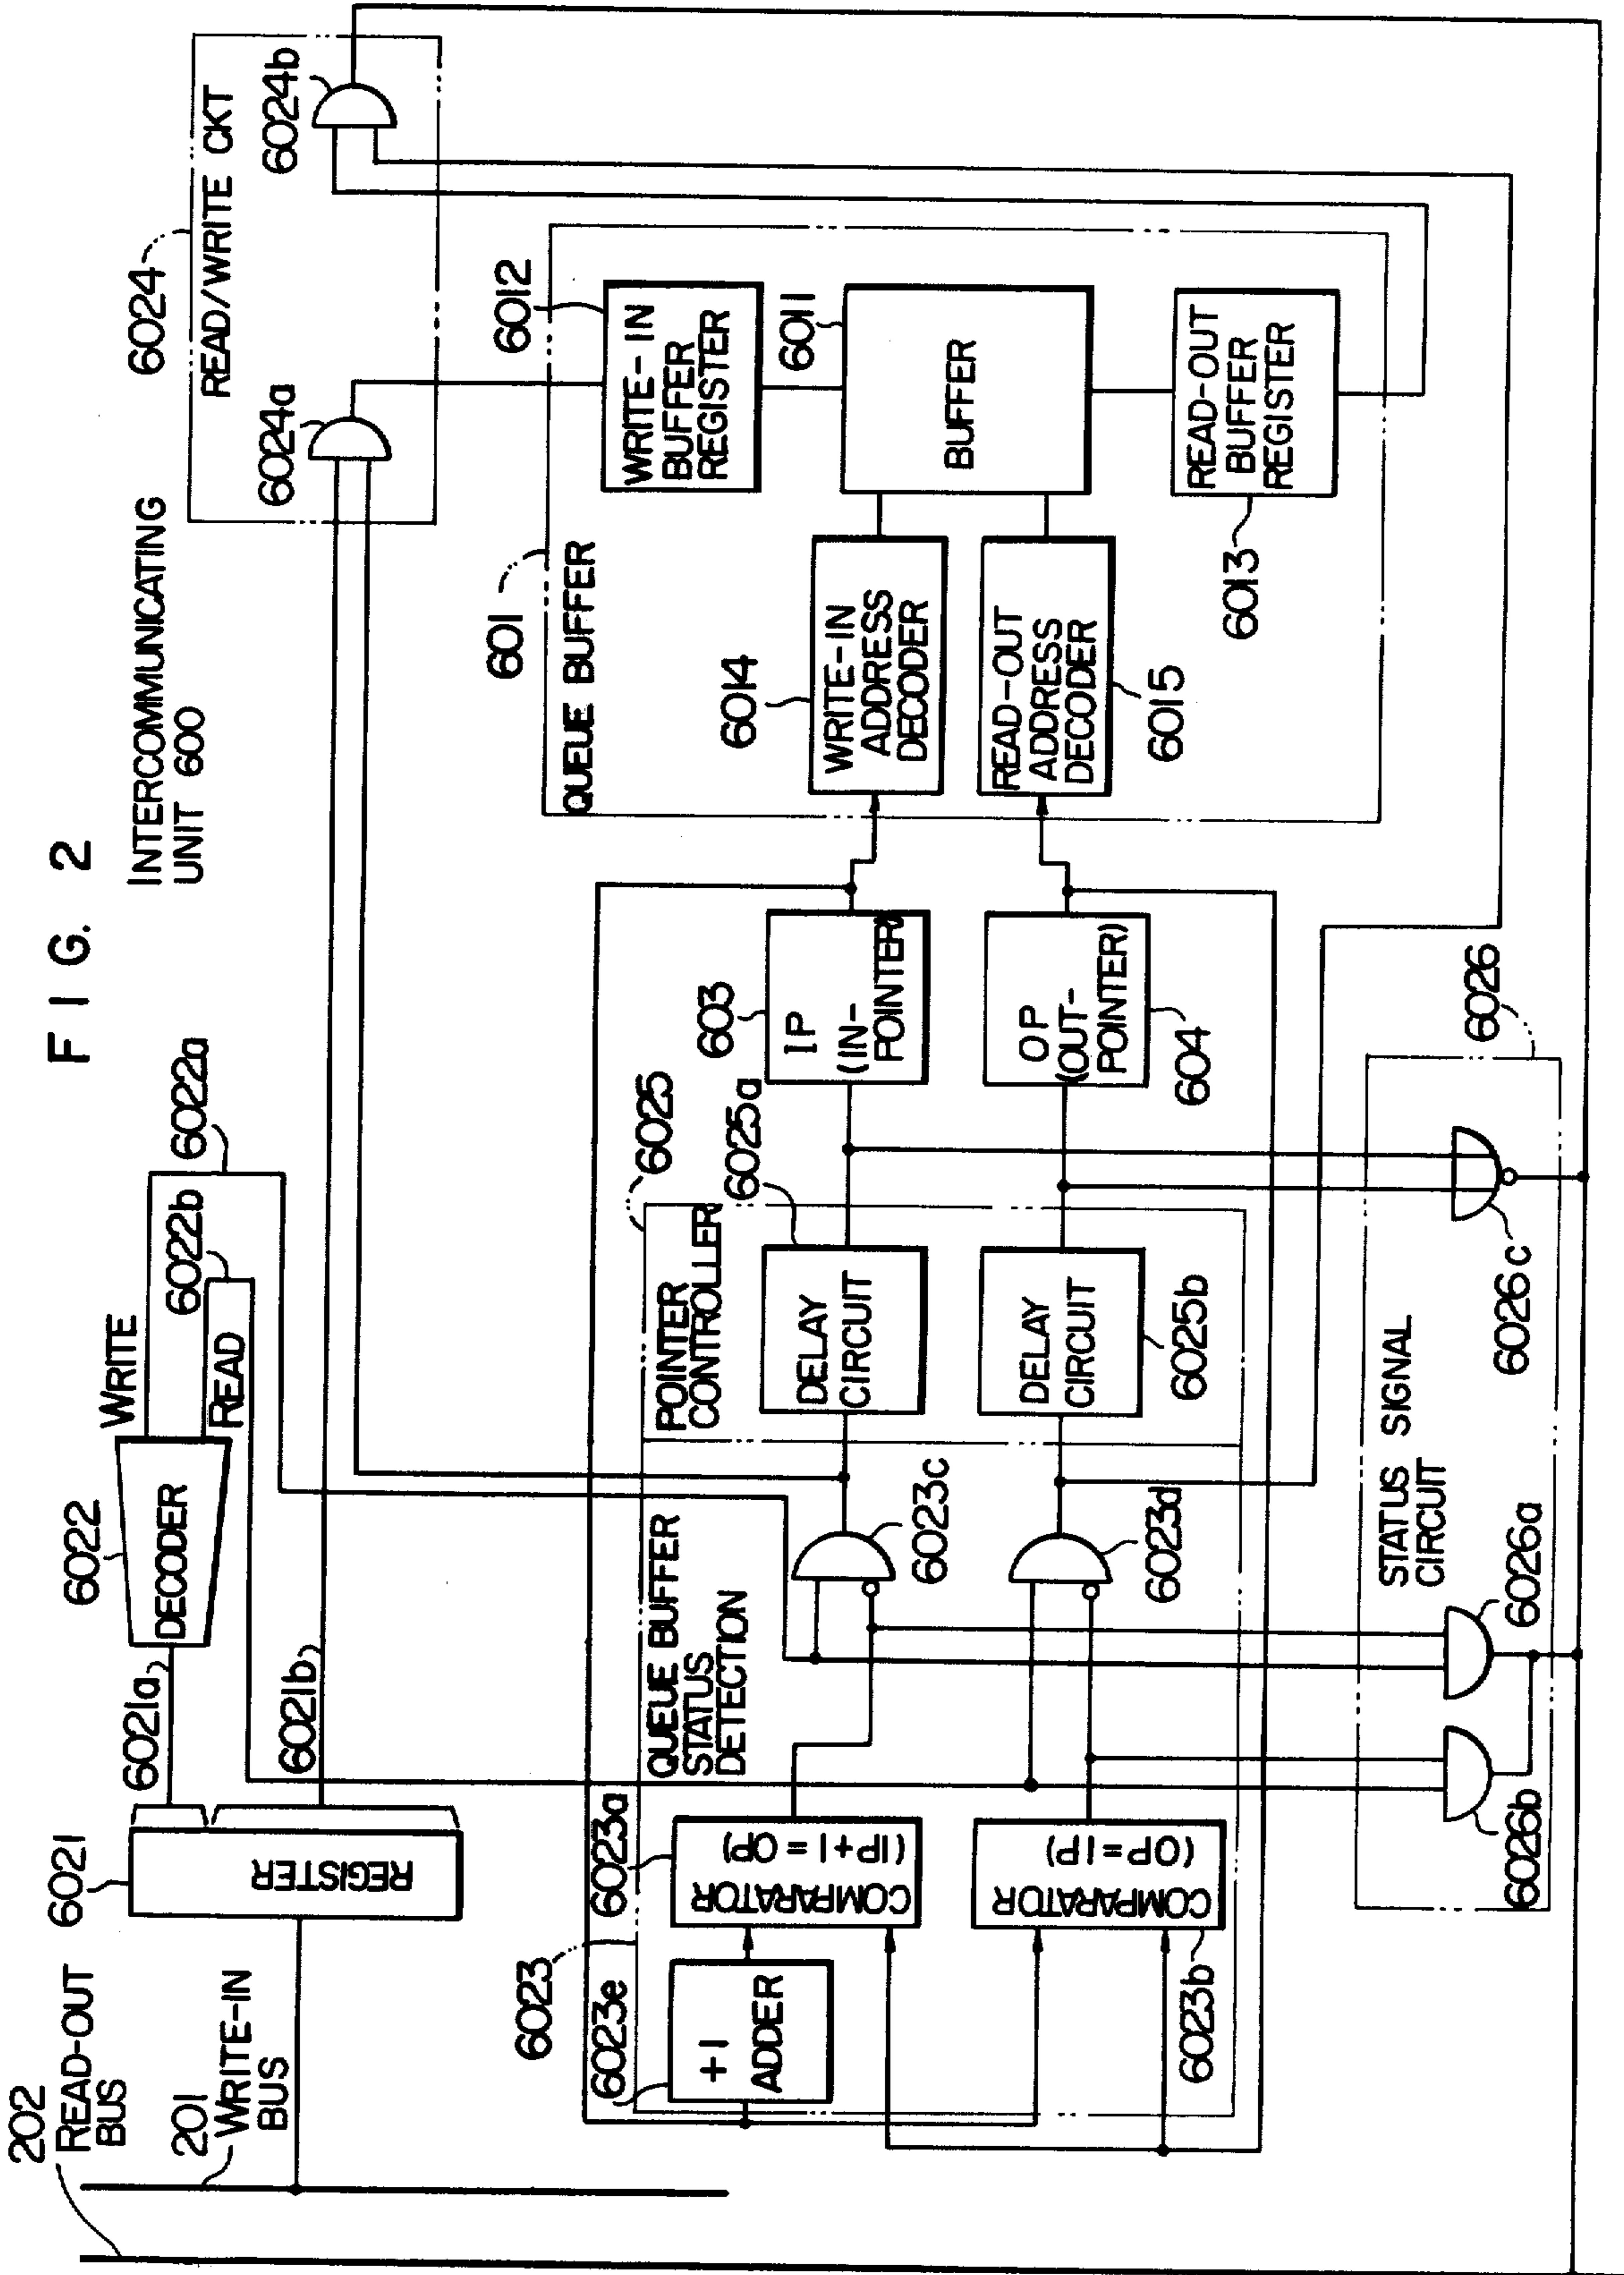 FIG. 2
INTERCOMMUNICATING
UNIT 600
202
READ-OUT
BUS
201
WRITE-IN
BUS
6021
REGISTER
6021a
6021b
6022
DECODER
WRITE
READ
6022a
6022b
6024
READ/WRITE CKT
6024a
6024b
6023
6023e
+1
ADDER
6023a
COMPARATOR
(IP+1=OP)
6023b
COMPARATOR
(OP=IP)
QUEUE BUFFER
STATUS
DETECTION
6023c
6023d
6025
POINTER
CONTROLLER
6025a
DELAY
CIRCUIT
DELAY
CIRCUIT
6025b
603
IP
(IN-
POINTER)
OP
(OUT-
POINTER)
604
601
QUEUE BUFFER
6014
WRITE-IN
ADDRESS
DECODER
READ-OUT
ADDRESS
DECODER
6015
6012
WRITE-IN
BUFFER
REGISTER
6011
BUFFER
READ-OUT
BUFFER
REGISTER
6013
STATUS SIGNAL
CIRCUIT
6026
6026a
6026b
6026c